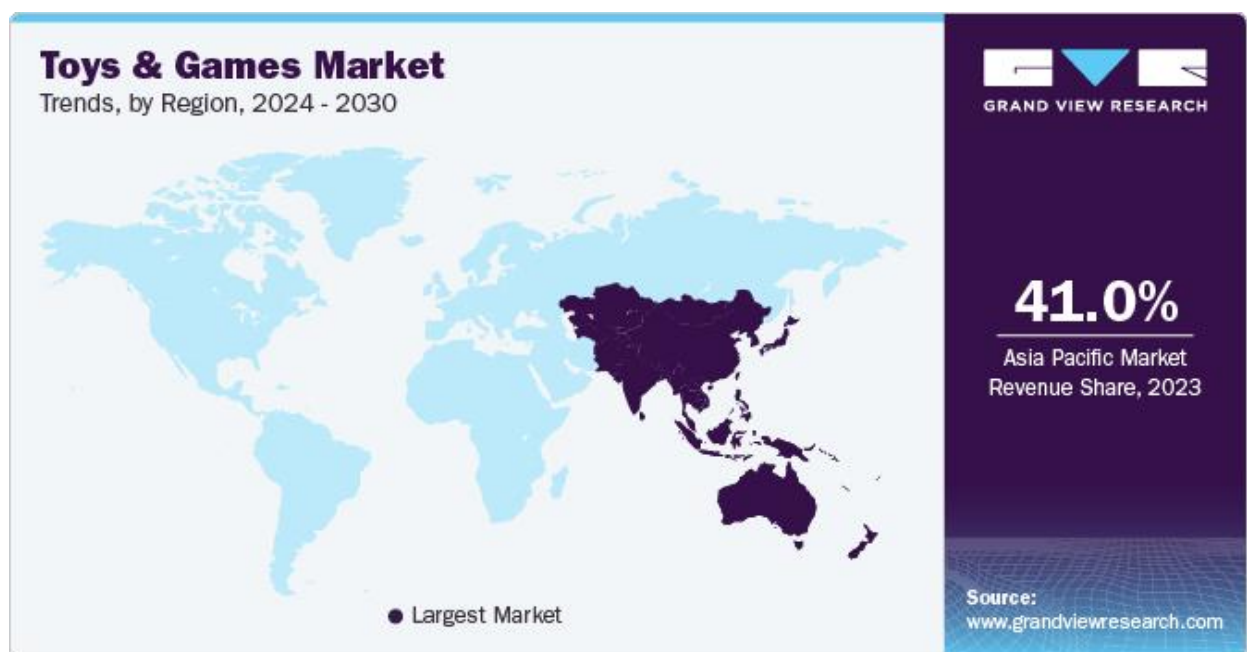 Toys & Games Market
Trends, by Region, 2024 - 2030
GVR
GRAND VIEW RESEARCH
41.0%
Asia Pacific Market
Revenue Share, 2023
Largest Market
Source:
www.grandviewresearch.com